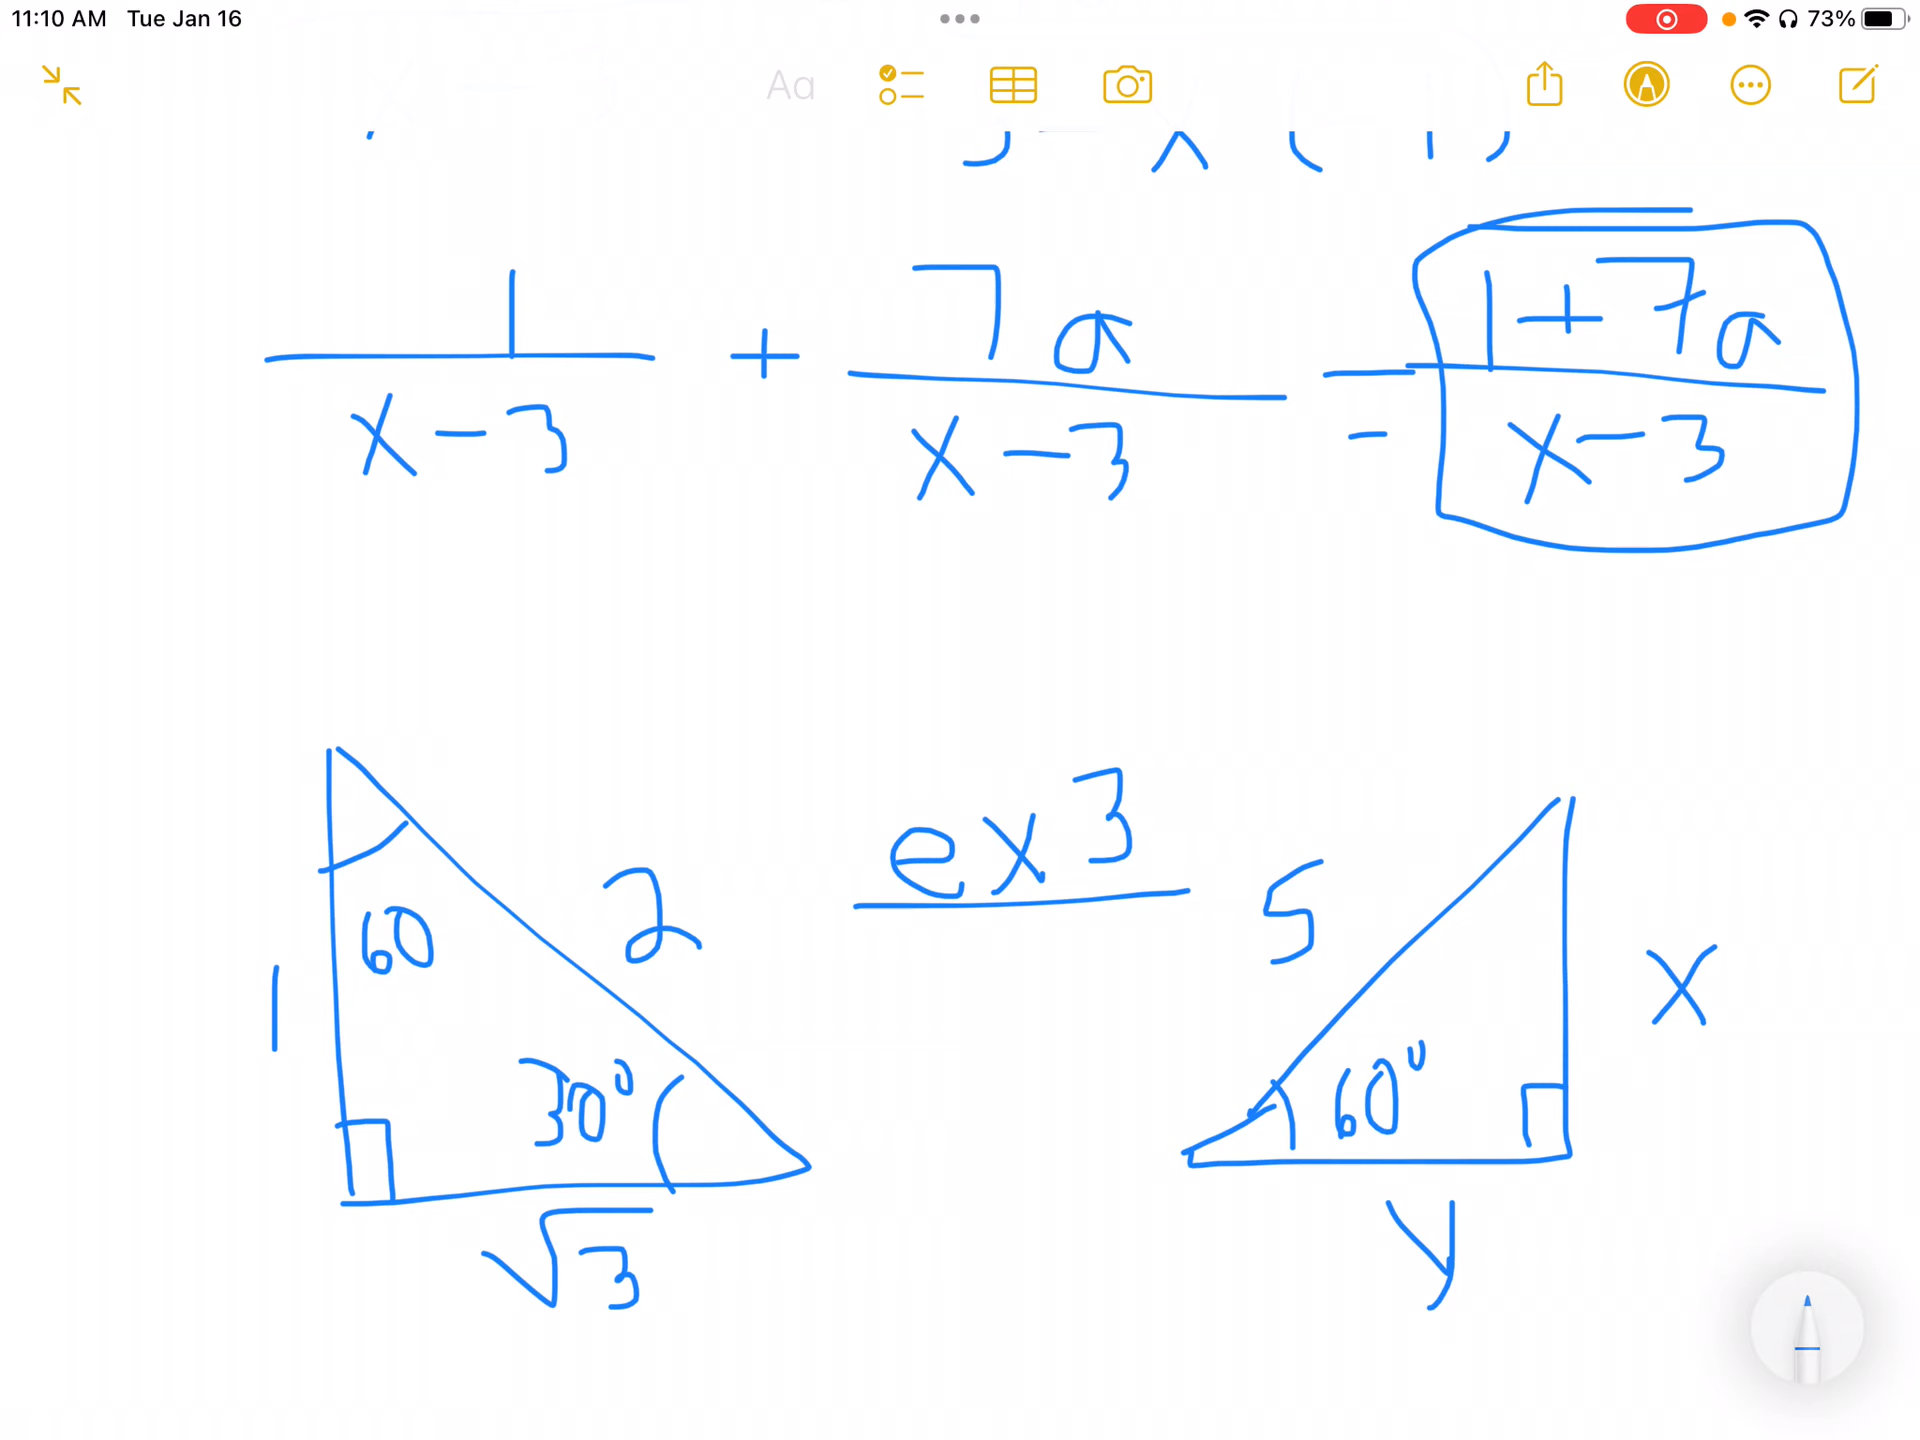 11:10 AM Tue Jan 16 73%
Aa
1 / x - 3 + 7a / x - 3 = 1 + 7a / x - 3
ex 3
60
2
1
30°
√3
5
x
60°
y